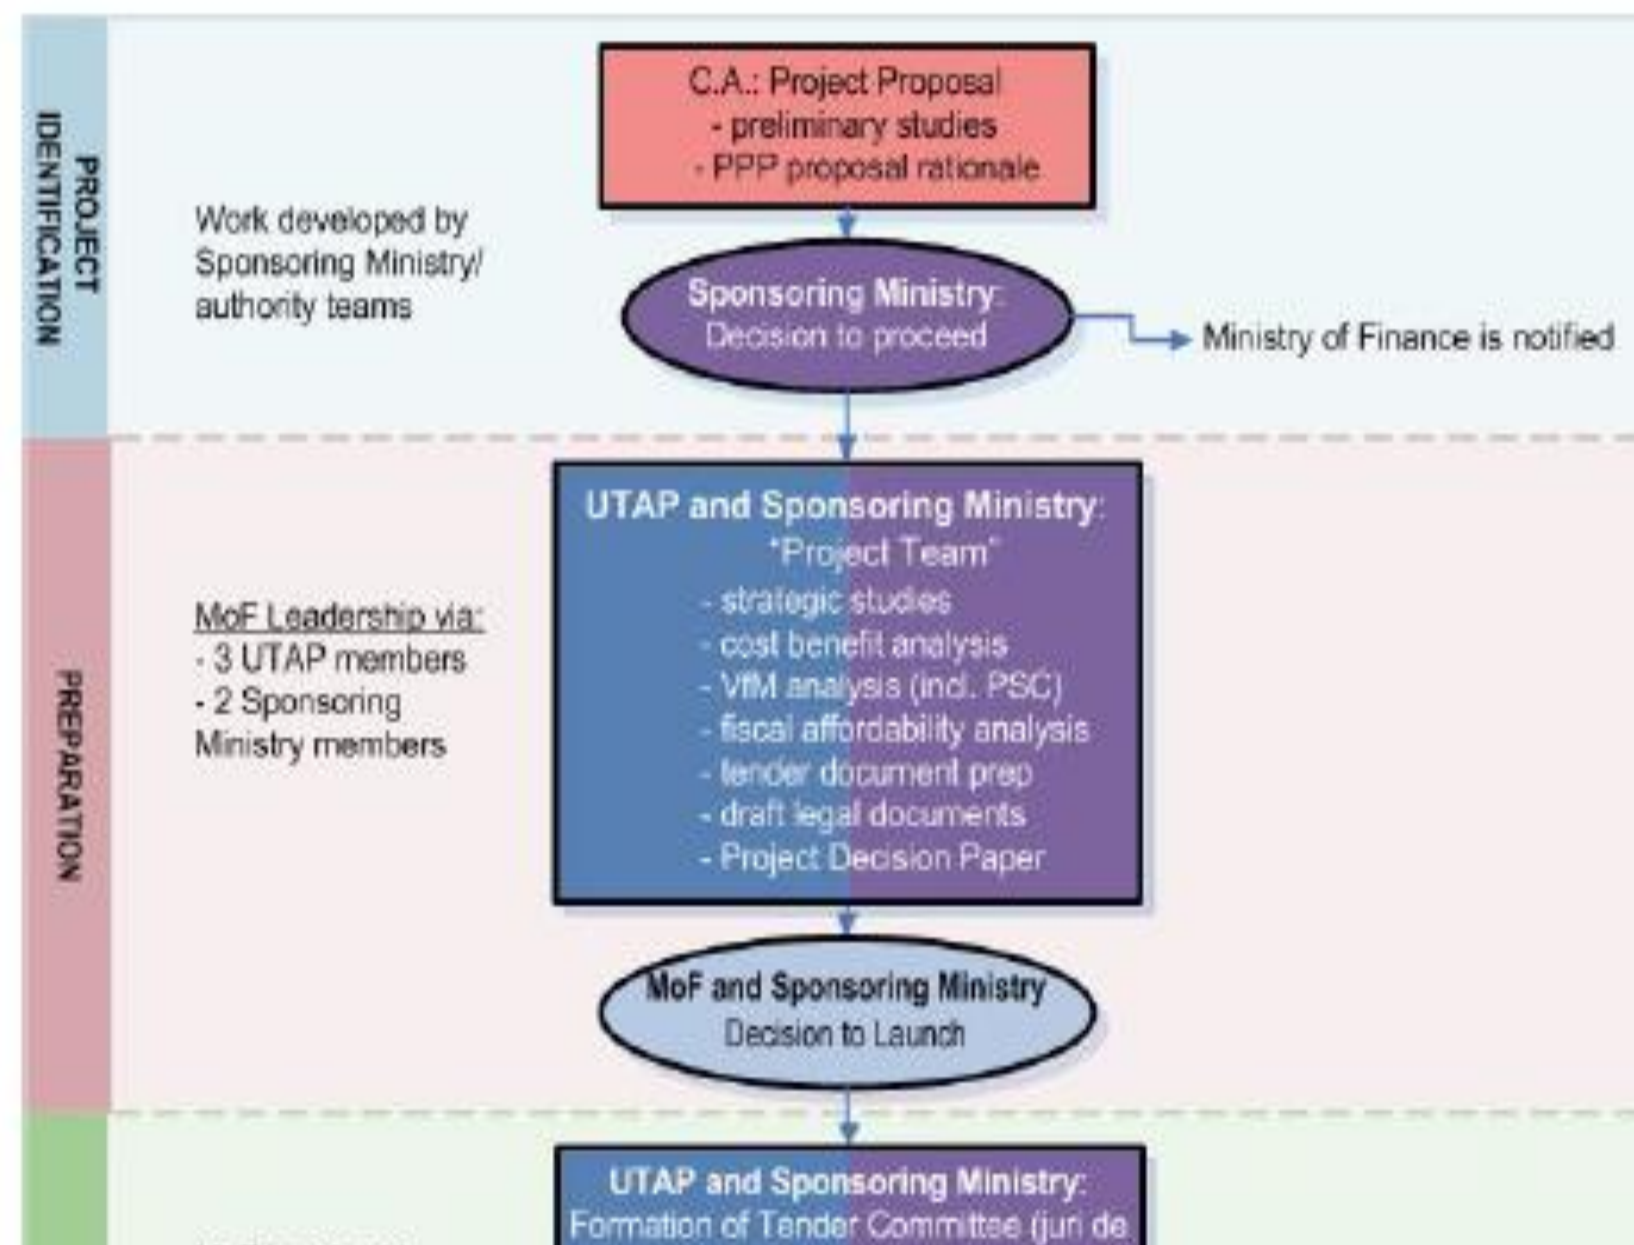 PROJECT
IDENTIFICATION
C.A.: Project Proposal
- preliminary studies
- PPP proposal rationale
Work developed by
Sponsoring Ministry/
authority teams
Sponsoring Ministry:
Decision to proceed
Ministry of Finance is notified
PREPARATION
UTAP and Sponsoring Ministry:
"Project Team"
- strategic studies
- cost benefit analysis
- VfM analysis (incl. PSC)
- fiscal affordability analysis
- tender document prep
- draft legal documents
- Project Decision Paper
MoF Leadership via:
- 3 UTAP members
- 2 Sponsoring
Ministry members
MoF and Sponsoring Ministry
Decision to Launch
UTAP and Sponsoring Ministry:
Formation of Tender Committee (juri de